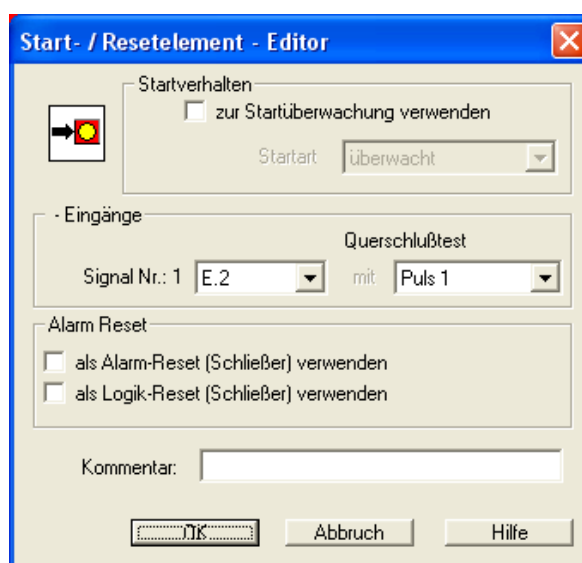 Start- / Resetelement - Editor
Startverhalten
zur Startüberwachung verwenden
Startart überwacht
- Eingänge
Querschlußtest
Signal Nr.: 1 E.2 mit Puls 1
Alarm Reset
als Alarm-Reset (Schließer) verwenden
als Logik-Reset (Schließer) verwenden
Kommentar:
OK Abbruch Hilfe